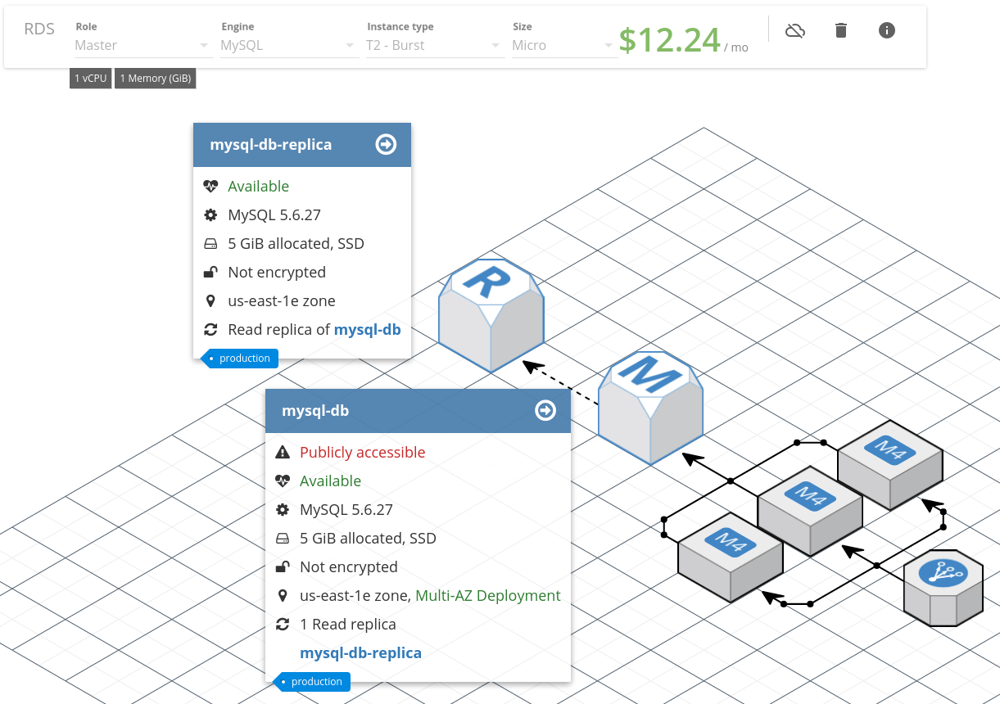 RDS
Role
Master
Engine
MySQL
Instance type
T2 - Burst
Size
Micro
$12.24 / mo
1 vCPU
1 Memory (GiB)
mysql-db-replica
Available
MySQL 5.6.27
5 GiB allocated, SSD
Not encrypted
us-east-1e zone
Read replica of mysql-db
production
R
M
mysql-db
Publicly accessible
Available
MySQL 5.6.27
5 GiB allocated, SSD
Not encrypted
us-east-1e zone, Multi-AZ Deployment
1 Read replica
mysql-db-replica
production
M4
M4
M4